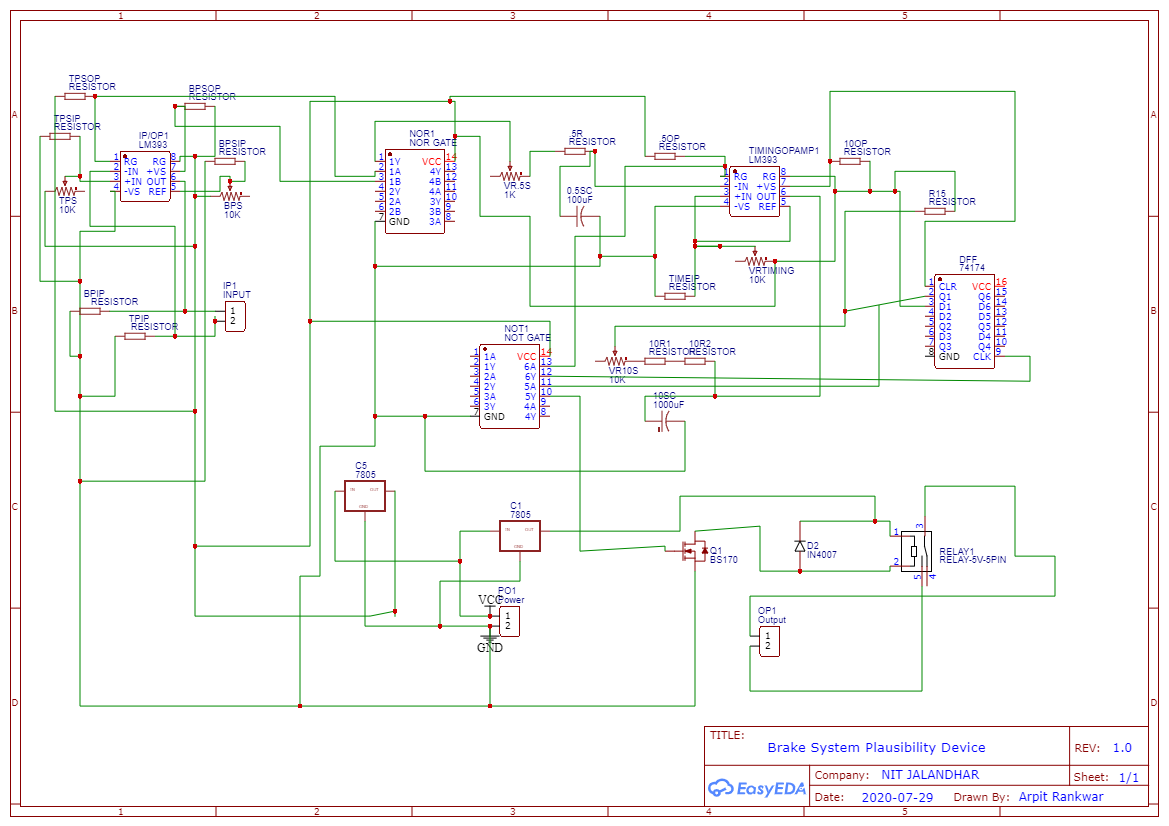 1 2 3 4 5
A A
B B
C C
D D
TPSOP
RESISTOR
BPSOP
RESISTOR
TPSIP
RESISTOR
IP/OP1
LM393
1 RG RG 8
2 -IN +VS 7
3 +IN OUT 6
4 -VS REF 5
BPSIP
RESISTOR
TPS
10K
BPS
10K
NOR1
NOR GATE
1 1Y VCC 14
2 1A 4Y 13
3 1B 4B 12
4 2Y 4A 11
5 2A 3Y 10
6 2B 3B 9
7 GND 3A 8
VR.5S
1K
.5R
RESISTOR
0.5SC
100uF
.5OP
RESISTOR
TIMINGOPAMP1
LM393
1 RG RG 8
2 -IN +VS 7
3 +IN OUT 6
4 -VS REF 5
10OP
RESISTOR
R15
RESISTOR
VRTIMING
10K
TIMEIP
RESISTOR
DFF
74174
1 CLR VCC 16
2 Q1 Q6 15
3 D1 D6 14
4 D2 D5 13
5 Q2 Q5 12
6 D3 D4 11
7 Q3 Q4 10
8 GND CLK 9
BPIP
RESISTOR
TPIP
RESISTOR
IP1
INPUT
1
2
NOT1
NOT GATE
1 1A VCC 14
2 1Y 6A 13
3 2A 6Y 12
4 2Y 5A 11
5 3A 5Y 10
6 3Y 4A 9
7 GND 4Y 8
VR10S
10K
10R1
RESISTOR
10R2
RESISTOR
10SC
1000uF
C5
7805
IN OUT
GND
C1
7805
IN OUT
GND
Q1
BS170
D2
IN4007
3
1
2
5 4
RELAY1
RELAY-5V-5PIN
VCC
PO1
Power
1
2
GND
OP1
Output
1
2
TITLE:
Brake System Plausibility Device
REV: 1.0
EasyEDA
Company: NIT JALANDHAR
Sheet: 1/1
Date: 2020-07-29 Drawn By: Arpit Rankwar
1 2 3 4 5